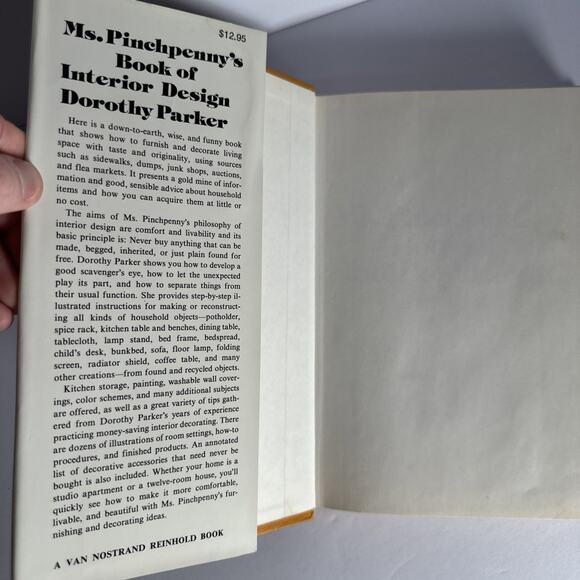 $12.95
Ms. Pinchpenny's
Book of
Interior Design
Dorothy Parker
Here is a down-to-earth, wise, and funny book
that shows how to furnish and decorate living
space with taste and originality, using sources
such as sidewalks, dumps, junk shops, auctions,
and flea markets. It presents a gold mine of infor-
mation and good, sensible advice about household
items and how you can acquire them at little or
no cost.
The aims of Ms. Pinchpenny's philosophy of
interior design are comfort and livability and its
basic principle is: Never buy anything that can be
made, begged, inherited, or just plain found for
free. Dorothy Parker shows you how to develop a
good scavenger's eye, how to let the unexpected
play its part, and how to separate things from
their usual function. She provides step-by-step il-
lustrated instructions for making or reconstruct-
ing all kinds of household objects—potholder,
spice rack, kitchen table and benches, dining table,
tablecloth, lamp stand, bed frame, bedspread,
child's desk, bunkbed, sofa, floor lamp, folding
screen, radiator shield, coffee table, and many
other creations—from found and recycled objects.
Kitchen storage, painting, washable wall cover-
ings, color schemes, and many additional subjects
are offered, as well as a great variety of tips gath-
ered from Dorothy Parker's years of experience
practicing money-saving interior decorating. There
are dozens of illustrations of room settings, how-to
procedures, and finished products. An annotated
list of decorative accessories that need never be
bought is also included. Whether your home is a
studio apartment or a twelve-room house, you'll
quickly see how to make it more comfortable,
livable, and beautiful with Ms. Pinchpenny's fur-
nishing and decorating ideas.
A VAN NOSTRAND REINHOLD BOOK